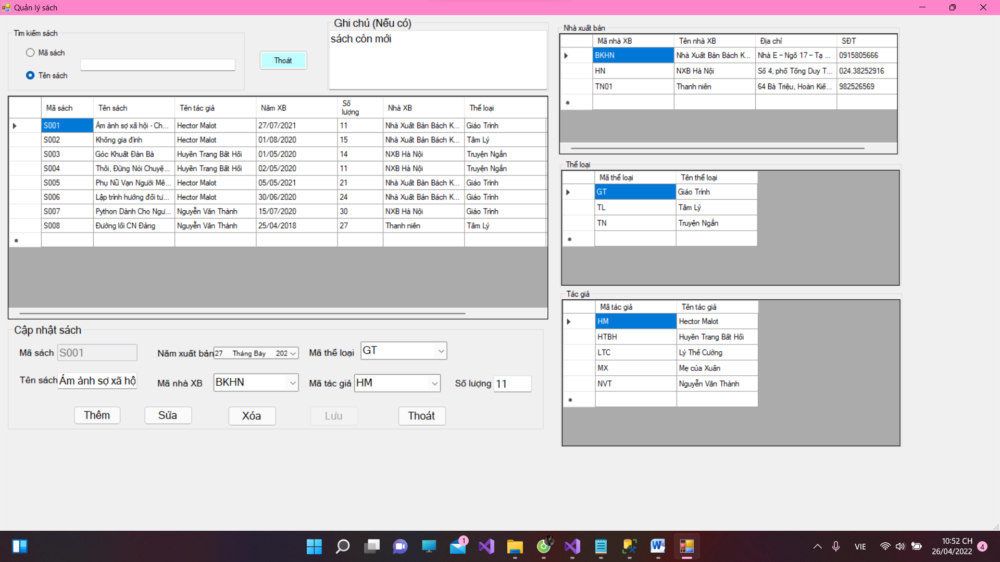 Quản lý sách
Tìm kiếm sách
Mã sách
Tên sách
Thoát
Ghi chú (Nếu có)
sách còn mới
Mã sách Tên sách Tên tác giả Năm XB Số lượng Nhà XB Thể loại
S001 Ám ảnh sợ xã hội - Ch... Hector Malot 27/07/2021 11 Nhà Xuất Bản Bách K... Giáo Trình
S002 Không gia đình Hector Malot 01/08/2020 15 Nhà Xuất Bản Bách K... Tâm Lý
S003 Góc Khuất Đàn Bà Huyền Trang Bất Hối 01/05/2020 14 NXB Hà Nội Truyện Ngắn
S004 Thôi, Đừng Nói Chuyệ... Huyền Trang Bất Hối 02/05/2020 11 NXB Hà Nội Truyện Ngắn
S005 Phụ Nữ Vạn Người Mê... Hector Malot 05/05/2021 21 Nhà Xuất Bản Bách K... Giáo Trình
S006 Lập trình hướng đối tư... Hector Malot 30/06/2020 24 Nhà Xuất Bản Bách K... Giáo Trình
S007 Python Dành Cho Ngư... Nguyễn Văn Thành 15/07/2020 30 NXB Hà Nội Giáo Trình
S008 Đường lối CN Đảng Nguyễn Văn Thành 25/04/2018 27 Thanh niên Tâm Lý
Cập nhật sách
Mã sách S001 Năm xuất bản 27 Tháng Bảy 202 Mã thể loại GT
Tên sách Ám ảnh sợ xã hộ Mã nhà XB BKHN Mã tác giả HM Số lượng 11
Thêm Sửa Xóa Lưu Thoát
Nhà xuất bản
Mã nhà XB Tên nhà XB Địa chỉ SĐT
BKHN Nhà Xuất Bản Bách K... Nhà E – Ngõ 17 – Tạ ... 0915805666
HN NXB Hà Nội Số 4, phố Tống Duy T... 024.38252916
TN01 Thanh niên 64 Bà Triệu, Hoàn Kiế... 982526569
Thể loại
Mã thể loại Tên thể loại
GT Giáo Trình
TL Tâm Lý
TN Truyện Ngắn
Tác giả
Mã tác giả Tên tác giả
HM Hector Malot
HTBH Huyền Trang Bất Hối
LTC Lý Thế Cường
MX Mẹ của Xuân
NVT Nguyễn Văn Thành
1
VIE
10:52 CH
26/04/2022
4